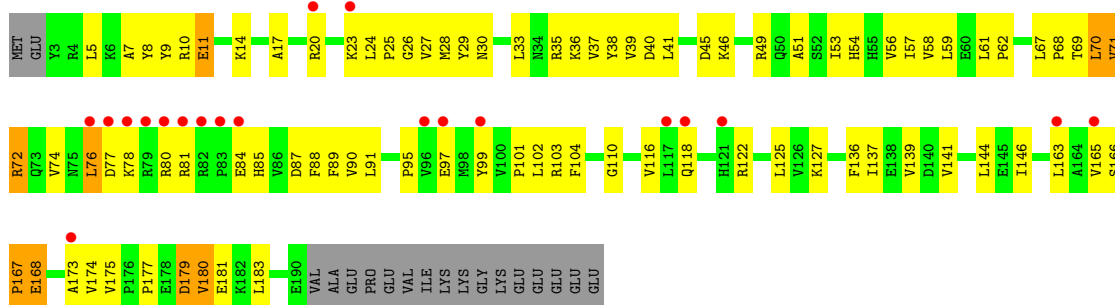 MET GLU Y3 R4 L5 K6 A7 Y8 Y9 R10 E11 K14 A17 R20 K23 L24 P25 G26 V27 M28 Y29 N30 L33 N34 R35 K36 V37 Y38 V39 D40 L41 D45 K46 R49 Q50 A51 S52 I53 H54 H55 V56 I57 V58 L59 E60 L61 P62 L67 P68 T69 L70 V71
R72 Q73 V74 N75 L76 D77 K78 R79 R80 R81 R82 P83 E84 H85 V86 D87 F88 F89 V90 L91 P95 V96 E97 M98 Y99 V100 P101 L102 R103 F104 G110 V116 L117 Q118 H121 R122 L125 V126 K127 F136 I137 E138 V139 D140 V141 L144 E145 I146 L163 A164 V165 S166
P167 E168 A173 V174 V175 P176 P177 E178 D179 V180 E181 K182 L183 E190 VAL ALA GLU PRO GLU VAL ILE LYS LYS GLY LYS GLU GLU GLU GLU GLU